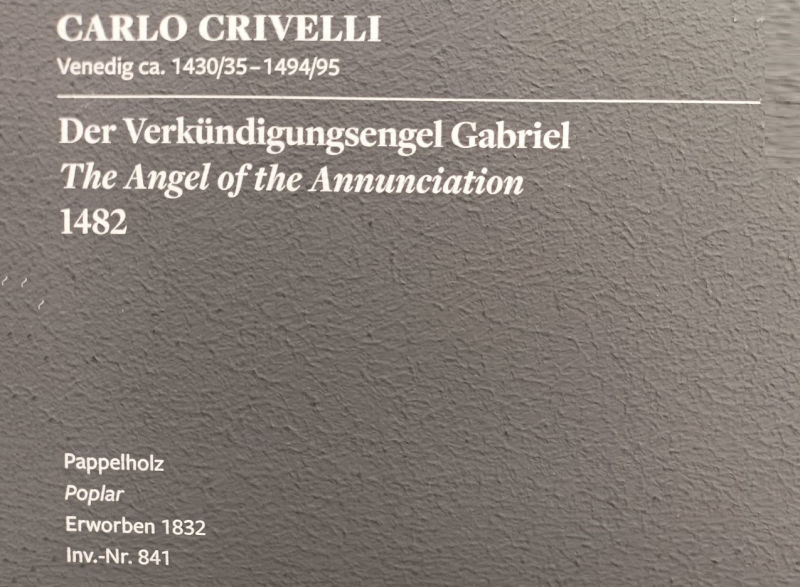 CARLO CRIVELLI
Venedig ca. 1430/35–1494/95
Der Verkündigungsengel Gabriel
The Angel of the Annunciation
1482
Pappelholz
Poplar
Erworben 1832
Inv.-Nr. 841